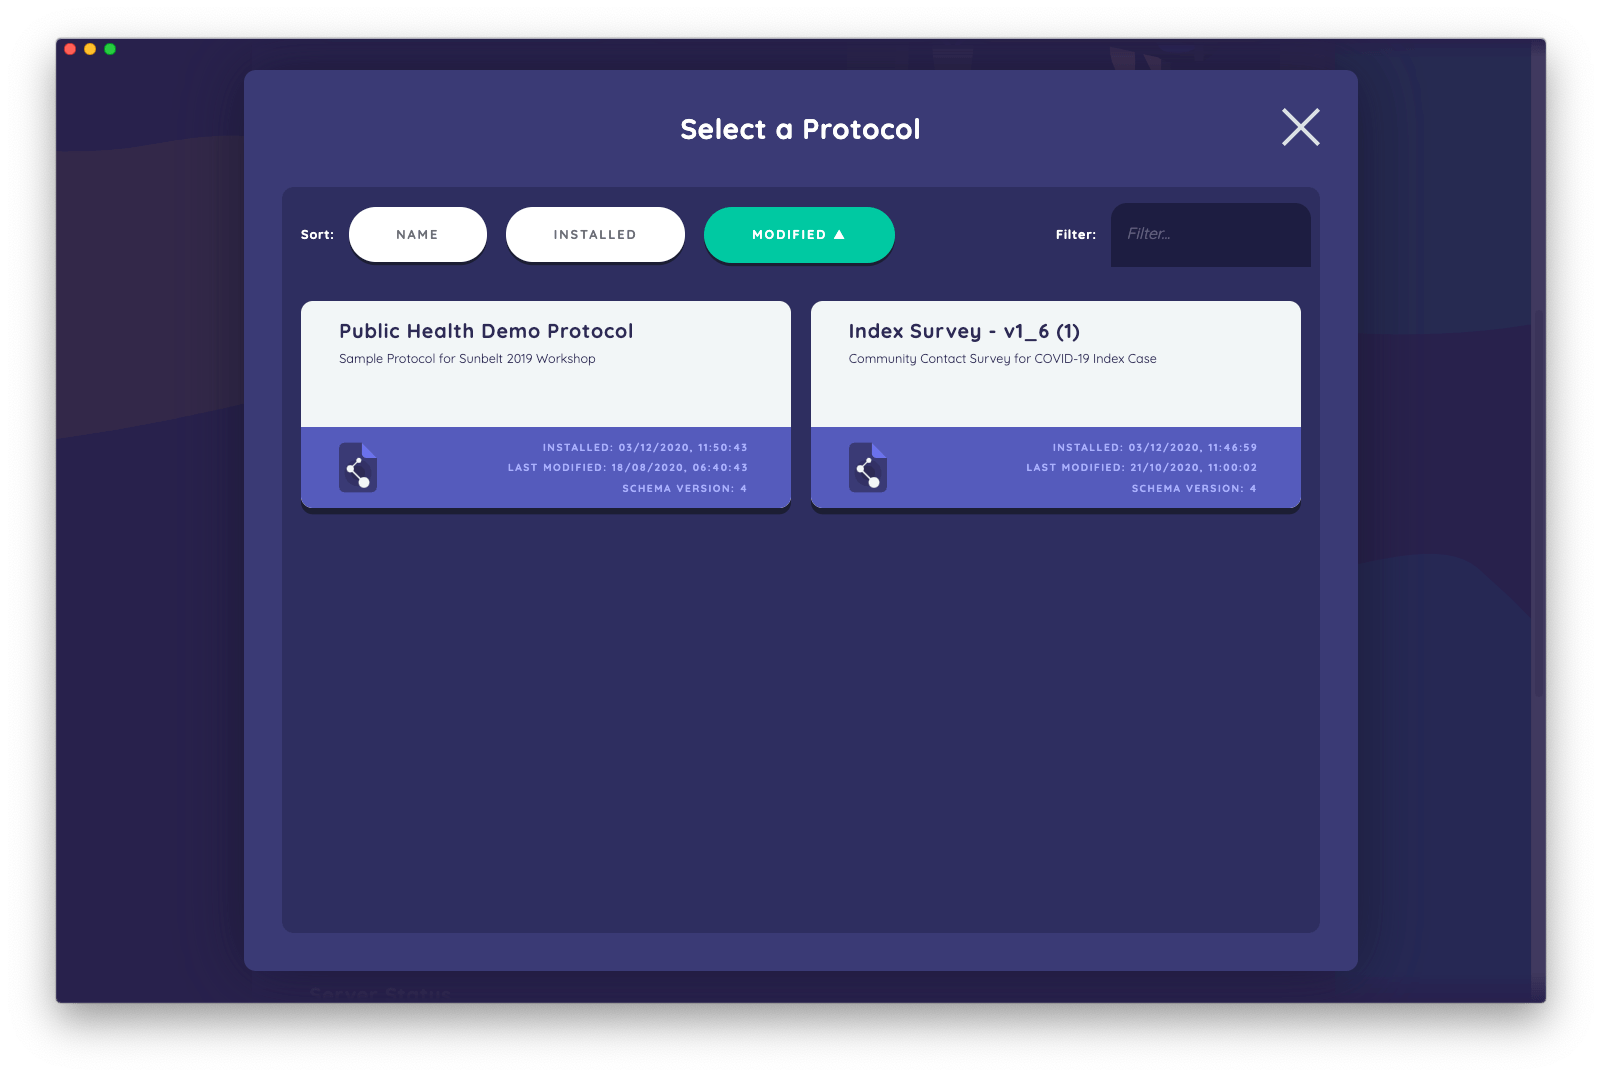 Select a Protocol
Sort: NAME INSTALLED MODIFIED ▲ Filter: Filter...
Public Health Demo Protocol
Sample Protocol for Sunbelt 2019 Workshop
INSTALLED: 03/12/2020, 11:50:43
LAST MODIFIED: 18/08/2020, 06:40:43
SCHEMA VERSION: 4
Index Survey - v1_6 (1)
Community Contact Survey for COVID-19 Index Case
INSTALLED: 03/12/2020, 11:46:59
LAST MODIFIED: 21/10/2020, 11:00:02
SCHEMA VERSION: 4
Server Status